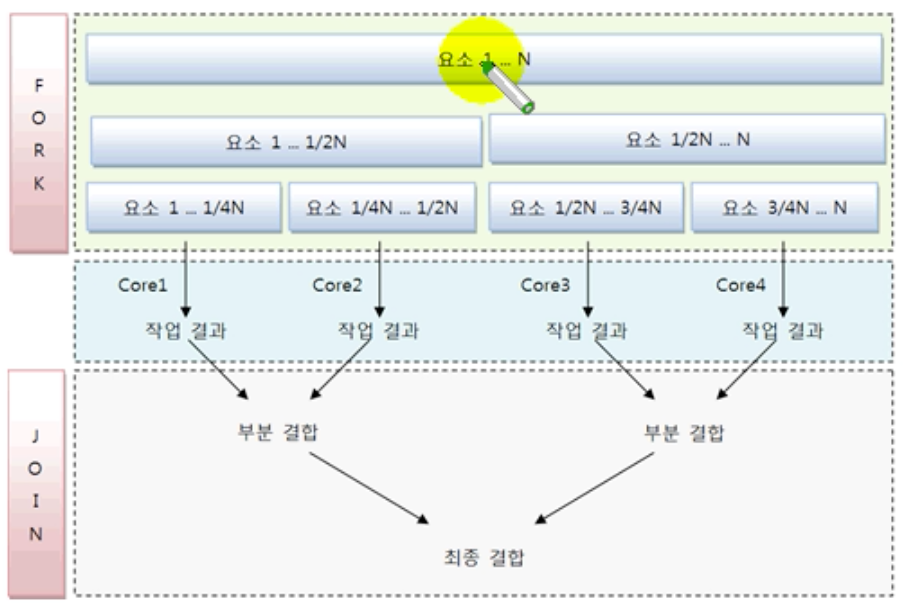 FORK
요소 1 ... N
요소 1 ... 1/2N
요소 1/2N ... N
요소 1 ... 1/4N
요소 1/4N ... 1/2N
요소 1/2N ... 3/4N
요소 3/4N ... N
Core1
Core2
Core3
Core4
작업 결과
작업 결과
작업 결과
작업 결과
JOIN
부분 결합
부분 결합
최종 결합